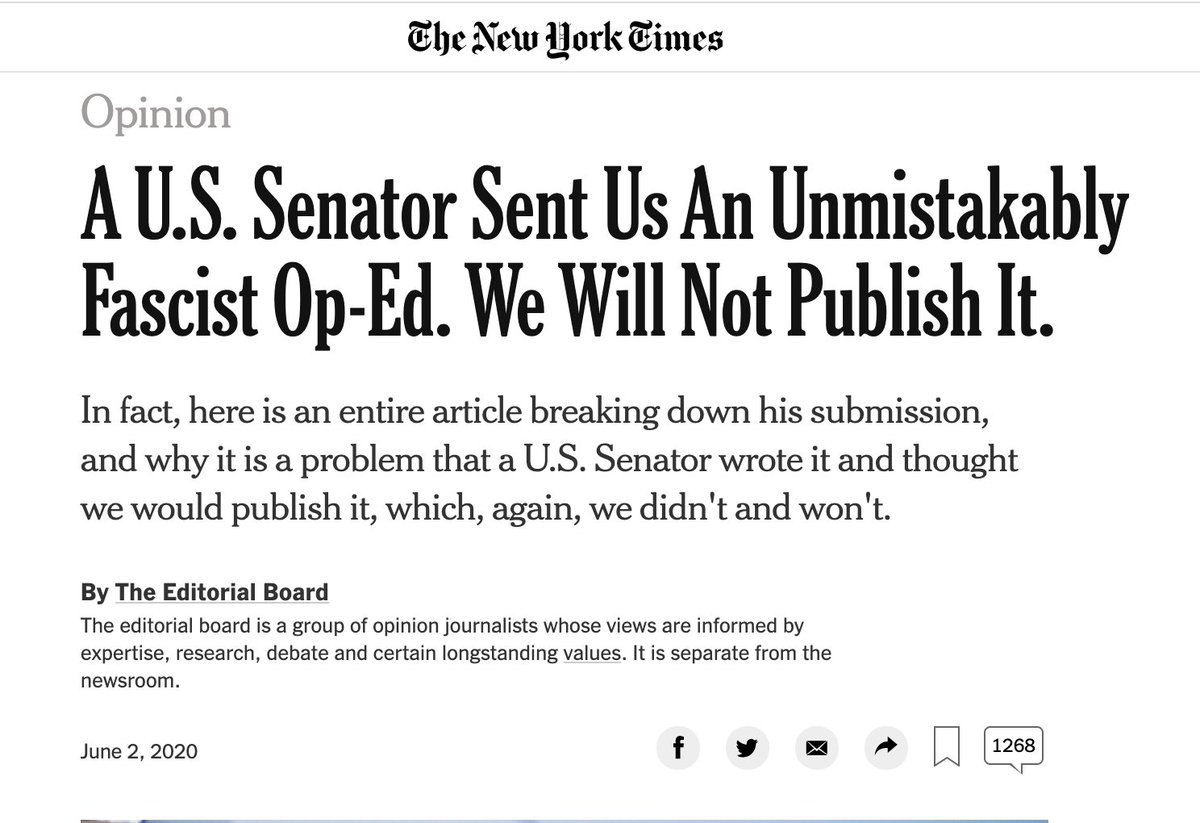 The New York Times
Opinion
A U.S. Senator Sent Us An Unmistakably
Fascist Op-Ed. We Will Not Publish It.
In fact, here is an entire article breaking down his submission,
and why it is a problem that a U.S. Senator wrote it and thought
we would publish it, which, again, we didn't and won't.
By The Editorial Board
The editorial board is a group of opinion journalists whose views are informed by
expertise, research, debate and certain longstanding values. It is separate from the
newsroom.
June 2, 2020
1268